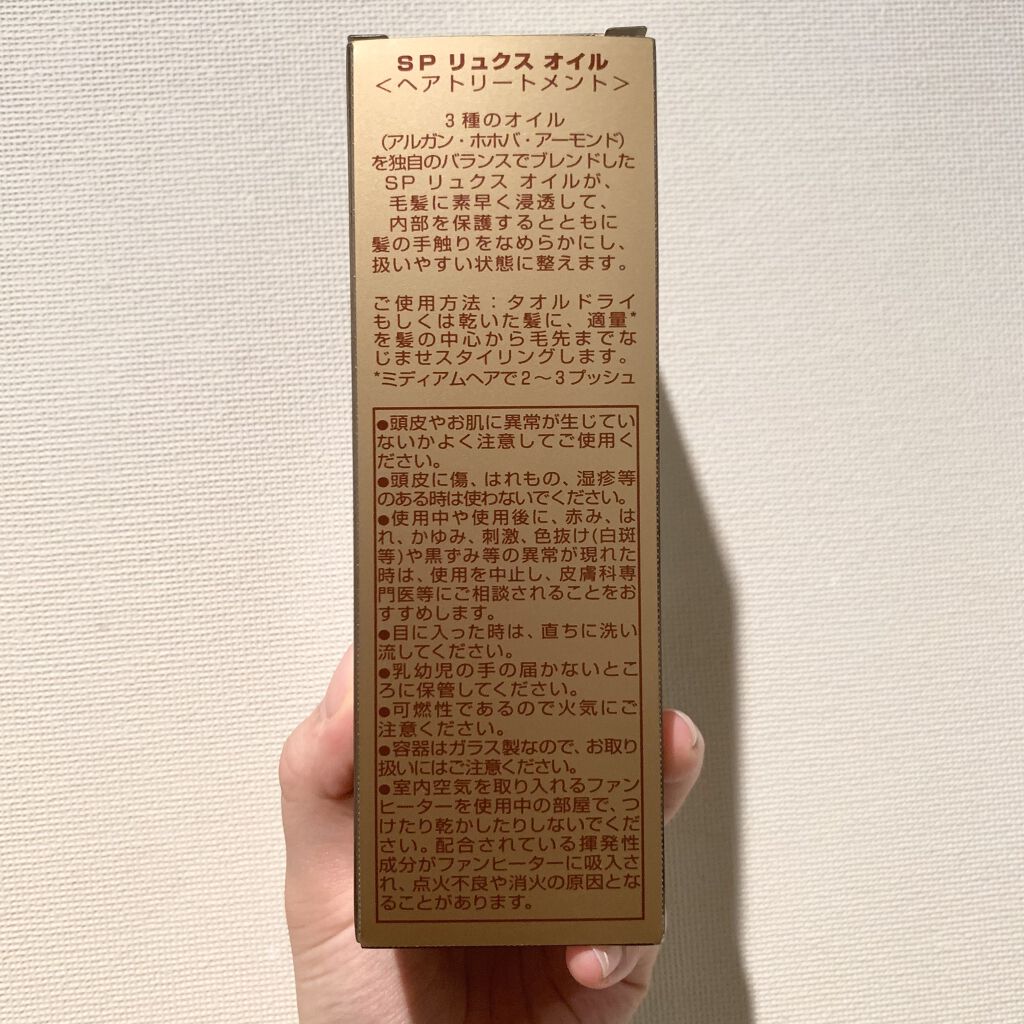 SP リュクス オイル
<ヘアトリートメント>
3種のオイル
(アルガン・ホホバ・アーモンド)
を独自のバランスでブレンドした
SP リュクス オイルが、
毛髪に素早く浸透して、
内部を保護するとともに
髪の手触りをなめらかにし、
扱いやすい状態に整えます。
ご使用方法：タオルドライ
もしくは乾いた髪に、適量*
を髪の中心から毛先までな
じませスタイリングします。
*ミディアムヘアで2～3プッシュ
●頭皮やお肌に異常が生じてい
ないかよく注意してご使用く
ださい。
●頭皮に傷、はれもの、湿疹等
のある時は使わないでください。
●使用中や使用後に、赤み、は
れ、かゆみ、刺激、色抜け(白斑
等)や黒ずみ等の異常が現れた
時は、使用を中止し、皮膚科専
門医等にご相談されることをお
すすめします。
●目に入った時は、直ちに洗い
流してください。
●乳幼児の手の届かないとこ
ろに保管してください。
●可燃性であるので火気にご
注意ください。
●容器はガラス製なので、お取り
扱いにはご注意ください。
●室内空気を取り入れるファン
ヒーターを使用中の部屋で、つ
けたり乾かしたりしないでくだ
さい。配合されている揮発性
成分がファンヒーターに吸入さ
れ、点火不良や消火の原因とな
ることがあります。